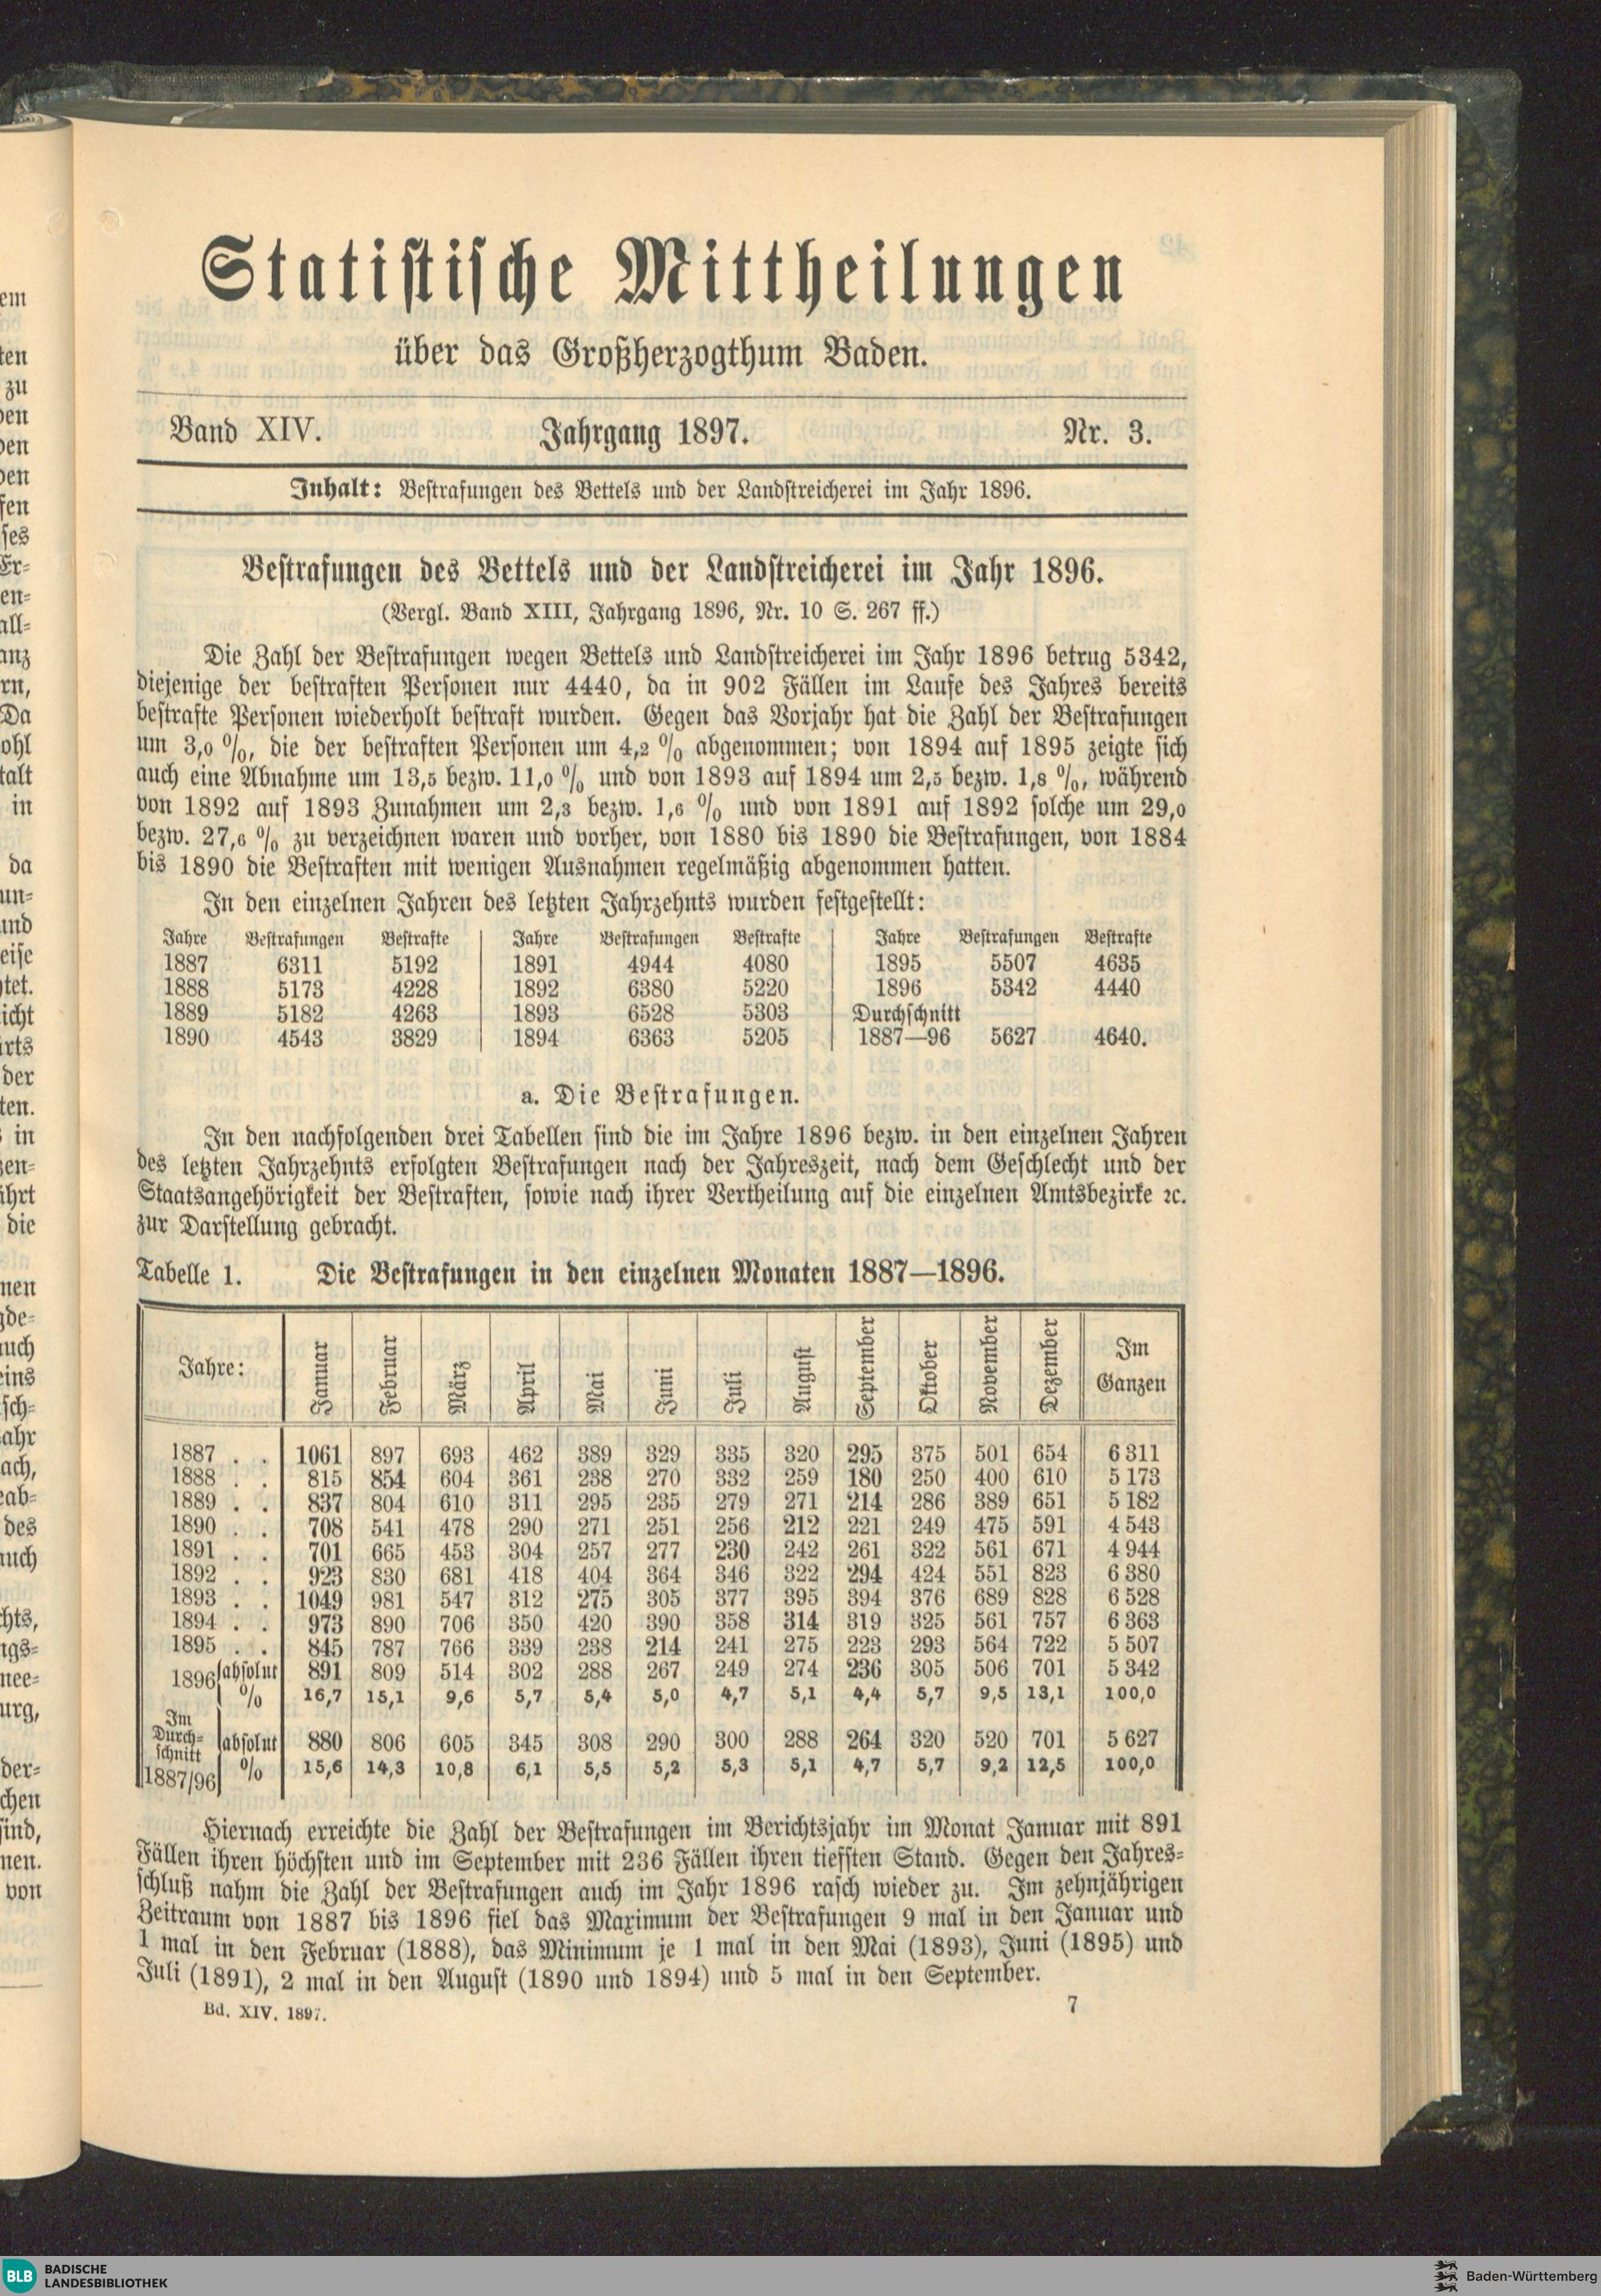 Statistische Mittheilungen
über das Großherzogthum Baden.
Band XIV. Jahrgang 1897. Nr. 3.
Inhalt: Bestrafungen des Bettels und der Landstreicherei im Jahr 1896.
Bestrafungen des Bettels und der Landstreicherei im Jahr 1896.
(Vergl. Band XIII, Jahrgang 1896, Nr. 10 S. 267 ff.)
Die Zahl der Bestrafungen wegen Bettels und Landstreicherei im Jahr 1896 betrug 5342,
diejenige der bestraften Personen nur 4440, da in 902 Fällen im Laufe des Jahres bereits
bestrafte Personen wiederholt bestraft wurden. Gegen das Vorjahr hat die Zahl der Bestrafungen
um 3,0 %, die der bestraften Personen um 4,2 % abgenommen; von 1894 auf 1895 zeigte sich
auch eine Abnahme um 13,5 bezw. 11,0 % und von 1893 auf 1894 um 2,5 bezw. 1,8 %, während
von 1892 auf 1893 Zunahmen um 2,3 bezw. 1,6 % und von 1891 auf 1892 solche um 29,0
bezw. 27,6 % zu verzeichnen waren und vorher, von 1880 bis 1890 die Bestrafungen, von 1884
bis 1890 die Bestraften mit wenigen Ausnahmen regelmäßig abgenommen hatten.
In den einzelnen Jahren des letzten Jahrzehnts wurden festgestellt:
Jahre Bestrafungen Bestrafte Jahre Bestrafungen Bestrafte Jahre Bestrafungen Bestrafte
1887 6311 5192 1891 4944 4080 1895 5507 4635
1888 5173 4228 1892 6380 5220 1896 5342 4440
1889 5182 4263 1893 6528 5303 Durchschnitt
1890 4543 3829 1894 6363 5205 1887—96 5627 4640.
a. Die Bestrafungen.
In den nachfolgenden drei Tabellen sind die im Jahre 1896 bezw. in den einzelnen Jahren
des letzten Jahrzehnts erfolgten Bestrafungen nach der Jahreszeit, nach dem Geschlecht und der
Staatsangehörigkeit der Bestraften, sowie nach ihrer Vertheilung auf die einzelnen Amtsbezirke ꝛc.
zur Darstellung gebracht.
Tabelle 1. Die Bestrafungen in den einzelnen Monaten 1887—1896.
Jahre: Januar Februar März April Mai Juni Juli August September Oktober November Dezember Im Ganzen
1887 . . 1061 897 693 462 389 329 335 320 295 375 501 654 6 311
1888 . . 815 854 604 361 238 270 332 259 180 250 400 610 5 173
1889 . . 837 804 610 311 295 235 279 271 214 286 389 651 5 182
1890 . . 708 541 478 290 271 251 256 212 221 249 475 591 4 543
1891 . . 701 665 453 304 257 277 230 242 261 322 561 671 4 944
1892 . . 923 830 681 418 404 364 346 322 294 424 551 823 6 380
1893 . . 1049 981 547 312 275 305 377 395 394 376 689 828 6 528
1894 . . 973 890 706 350 420 390 358 314 319 325 561 757 6 363
1895 . . 845 787 766 339 238 214 241 275 223 293 564 722 5 507
1896 absolut 891 809 514 302 288 267 249 274 236 305 506 701 5 342
% 16,7 15,1 9,6 5,7 5,4 5,0 4,7 5,1 4,4 5,7 9,5 13,1 100,0
Im
Durch-
schnitt absolut 880 806 605 345 308 290 300 288 264 320 520 701 5 627
1887/96 % 15,6 14,3 10,8 6,1 5,5 5,2 5,3 5,1 4,7 5,7 9,2 12,5 100,0
Hiernach erreichte die Zahl der Bestrafungen im Berichtsjahr im Monat Januar mit 891
Fällen ihren höchsten und im September mit 236 Fällen ihren tiefsten Stand. Gegen den Jahres-
schluß nahm die Zahl der Bestrafungen auch im Jahr 1896 rasch wieder zu. Im zehnjährigen
Zeitraum von 1887 bis 1896 fiel das Maximum der Bestrafungen 9 mal in den Januar und
1 mal in den Februar (1888), das Minimum je 1 mal in den Mai (1893), Juni (1895) und
Juli (1891), 2 mal in den August (1890 und 1894) und 5 mal in den September.
Bd. XIV. 1897. 7
BLB BADISCHE
LANDESBIBLIOTHEK
Baden-Württemberg